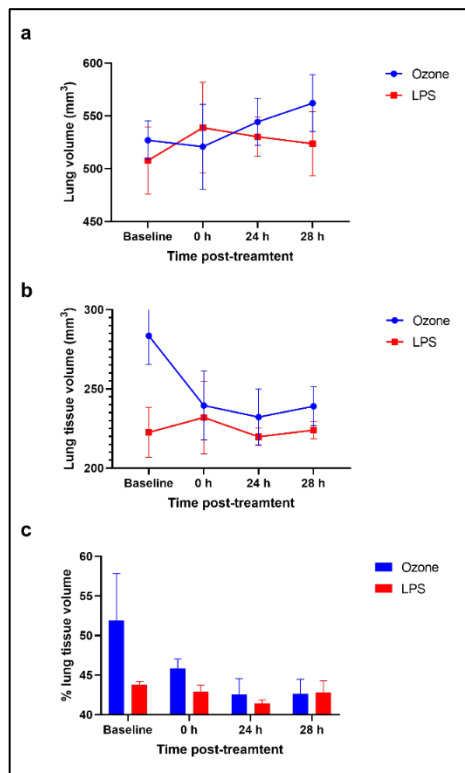 a
600
550
500
450
Lung volume (mm³)
Ozone
LPS
Baseline
0 h
24 h
28 h
Time post-treamtent
b
300
250
200
Lung tissue volume (mm³)
Ozone
LPS
Baseline
0 h
24 h
28 h
Time post-treamtent
c
60
55
50
45
40
% lung tissue volume
Ozone
LPS
Baseline
0 h
24 h
28 h
Time post-treamtent